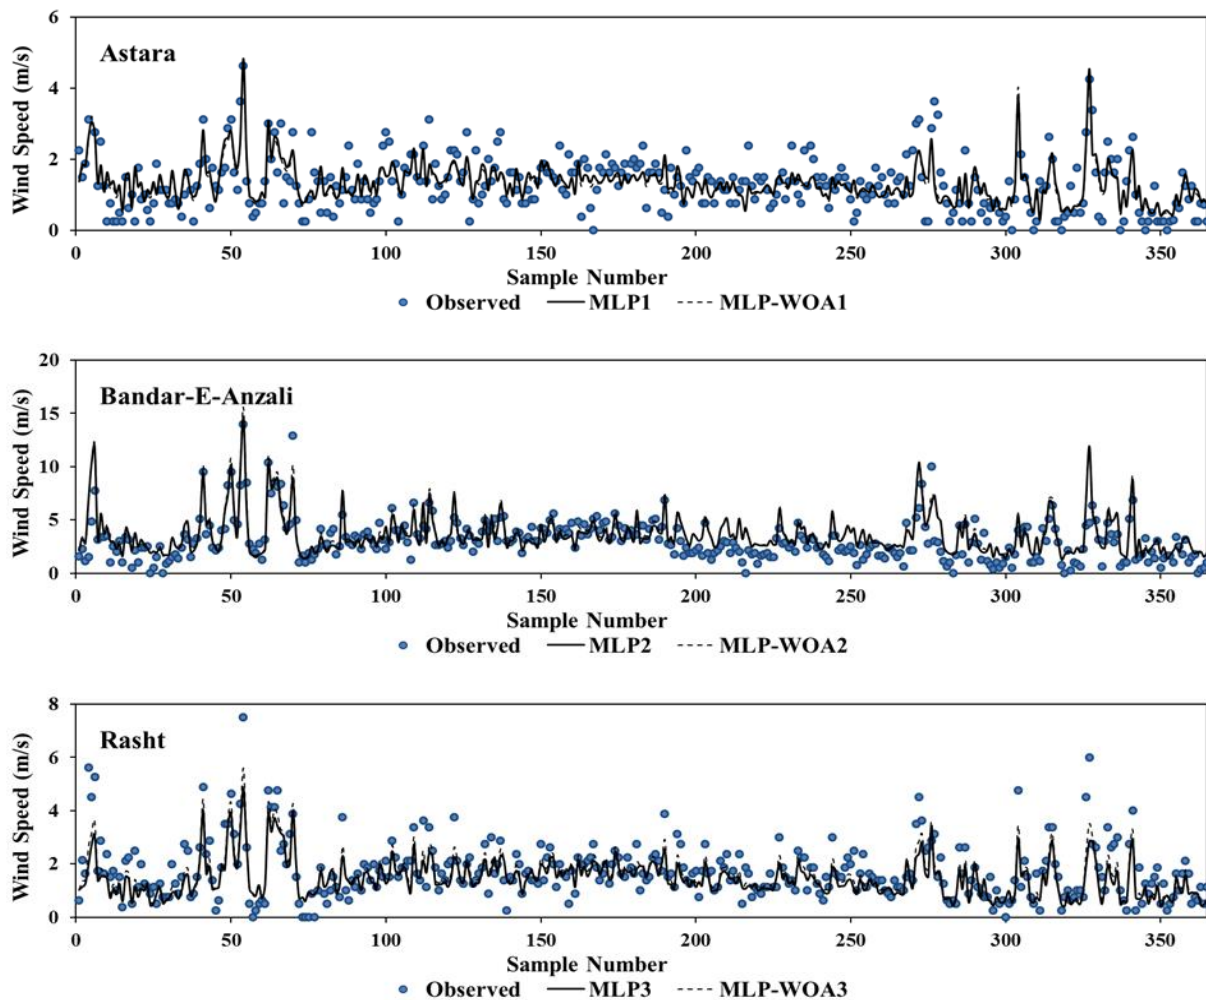 Astara
Wind Speed (m/s)
6
4
2
0
0 50 100 150 200 250 300 350
Sample Number
Observed MLP1 MLP-WOA1
Bandar-E-Anzali
Wind Speed (m/s)
20
15
10
5
0
0 50 100 150 200 250 300 350
Sample Number
Observed MLP2 MLP-WOA2
Rasht
Wind Speed (m/s)
8
6
4
2
0
0 50 100 150 200 250 300 350
Sample Number
Observed MLP3 MLP-WOA3